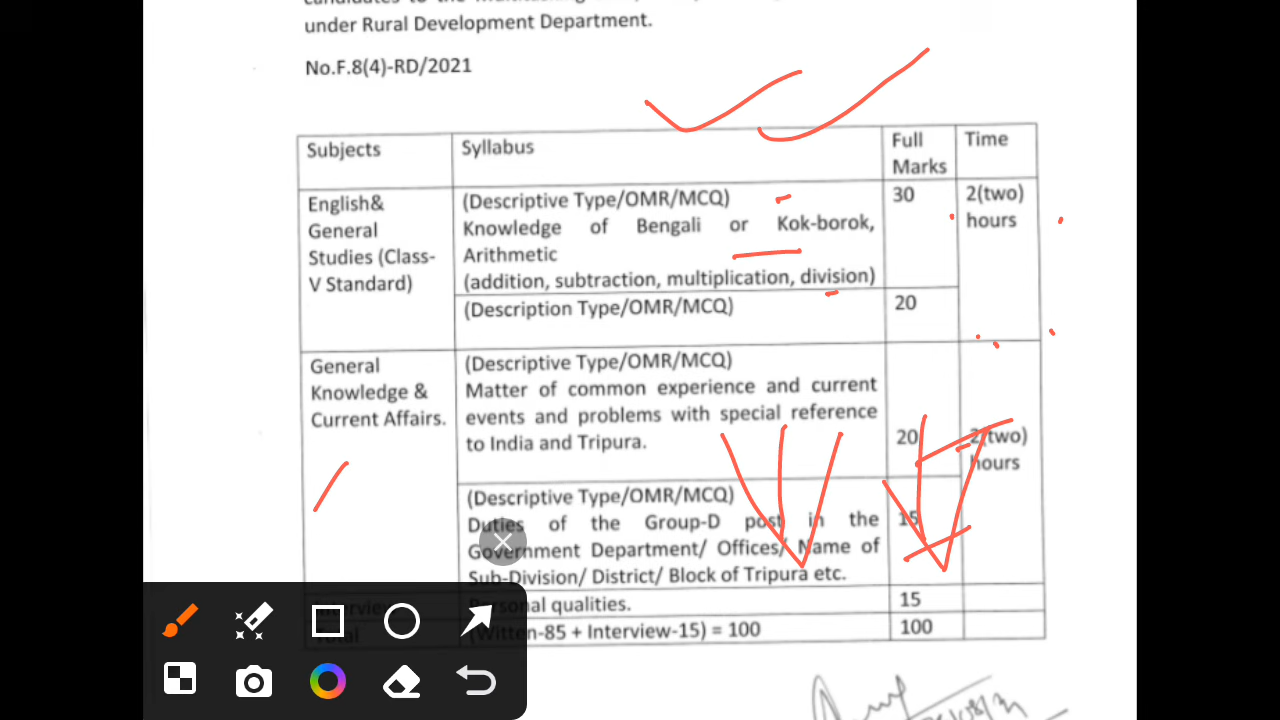 under Rural Development Department.
No.F.8(4)-RD/2021
Subjects
Syllabus
Full
Marks
Time
English&
General
Studies (Class-
V Standard)
(Descriptive Type/OMR/MCQ)
Knowledge of Bengali or Kok-borok,
Arithmetic
(addition, subtraction, multiplication, division)
30
2(two)
hours
(Description Type/OMR/MCQ)
20
General
Knowledge &
Current Affairs.
(Descriptive Type/OMR/MCQ)
Matter of common experience and current
events and problems with special reference
to India and Tripura.
20
2(two)
hours
(Descriptive Type/OMR/MCQ)
Duties of the Group-D post in the
Government Department/ Offices/ Name of
Sub-Division/ District/ Block of Tripura etc.
15
Interview
Personal qualities.
15
Total
(Witten-85 + Interview-15) = 100
100